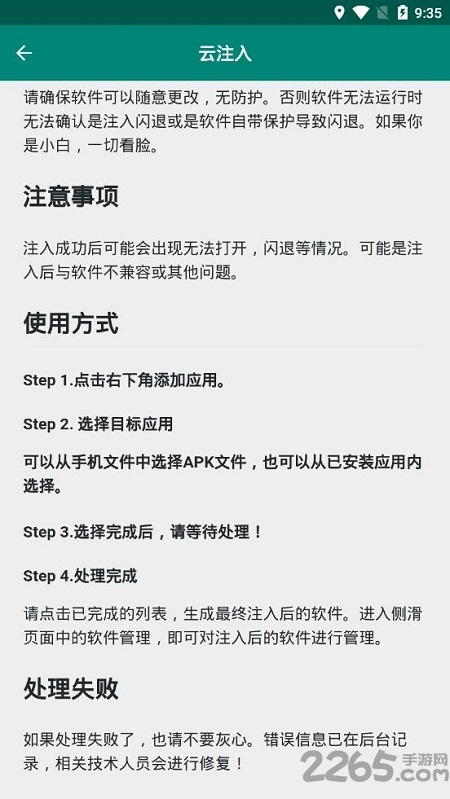 9:35
云注入
请确保软件可以随意更改，无防护。否则软件无法运行时
无法确认是注入闪退或是软件自带保护导致闪退。如果你
是小白，一切看脸。
注意事项
注入成功后可能会出现无法打开，闪退等情况。可能是注
入后与软件不兼容或其他问题。
使用方式
Step 1.点击右下角添加应用。
Step 2. 选择目标应用
可以从手机文件中选择APK文件，也可以从已安装应用内
选择。
Step 3.选择完成后，请等待处理！
Step 4.处理完成
请点击已完成的列表，生成最终注入后的软件。进入侧滑
页面中的软件管理，即可对注入后的软件进行管理。
处理失败
如果处理失败了，也请不要灰心。错误信息已在后台记
录，相关技术人员会进行修复！
2265手游网
.com